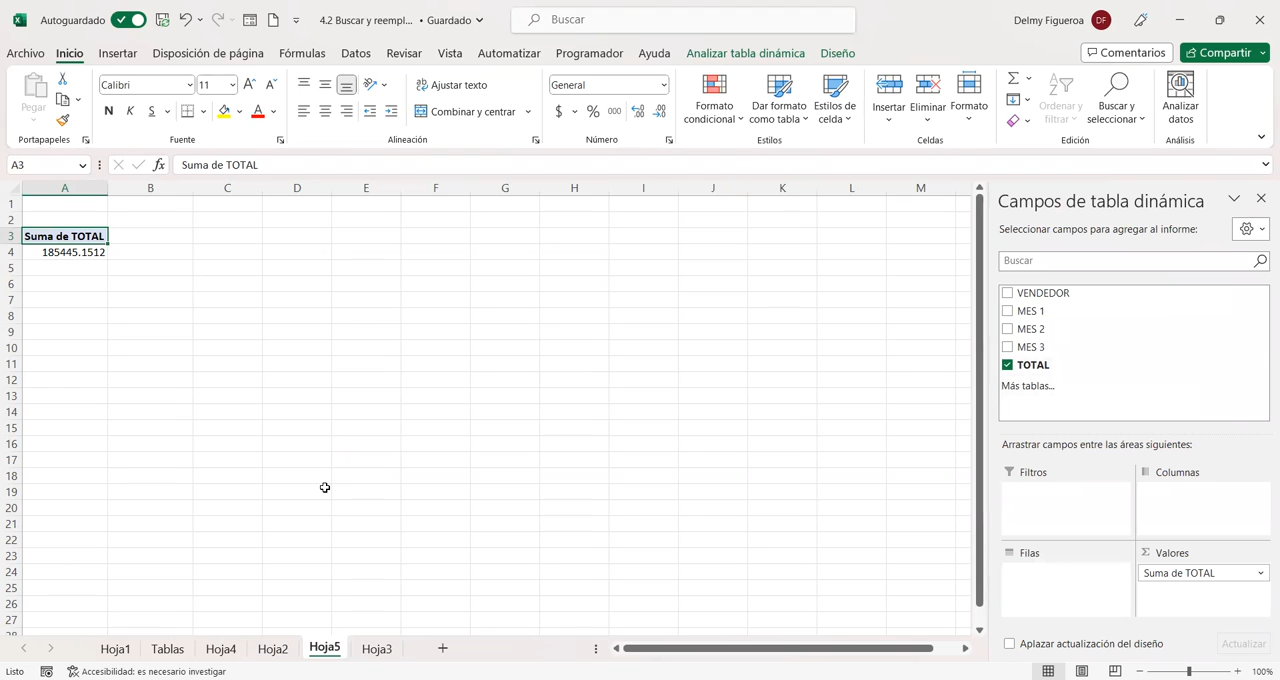 Autoguardado
4.2 Buscar y reempl... • Guardado
Buscar
Delmy Figueroa DF
Archivo Inicio Insertar Disposición de página Fórmulas Datos Revisar Vista Automatizar Programador Ayuda Analizar tabla dinámica Diseño Comentarios Compartir
Pegar
Calibri 11
N K S
Ajustar texto
Combinar y centrar
General
$ % 000
Formato condicional
Dar formato como tabla
Estilos de celda
Insertar Eliminar Formato
Ordenar y filtrar
Buscar y seleccionar
Analizar datos
Portapapeles Fuente Alineación Número Estilos Celdas Edición Análisis
A3 fx Suma de TOTAL
A B C D E F G H I J K L M
1
2
3 Suma de TOTAL
4 185445.1512
5
6
7
8
9
10
11
12
13
14
15
16
17
18
19
20
21
22
23
24
25
26
27
28
Campos de tabla dinámica
Seleccionar campos para agregar al informe:
Buscar
VENDEDOR
MES 1
MES 2
MES 3
TOTAL
Más tablas...
Arrastrar campos entre las áreas siguientes:
Filtros Columnas
Filas Σ Valores
Suma de TOTAL
Aplazar actualización del diseño Actualizar
Hoja1 Tablas Hoja4 Hoja2 Hoja5 Hoja3
Listo Accesibilidad: es necesario investigar 100%